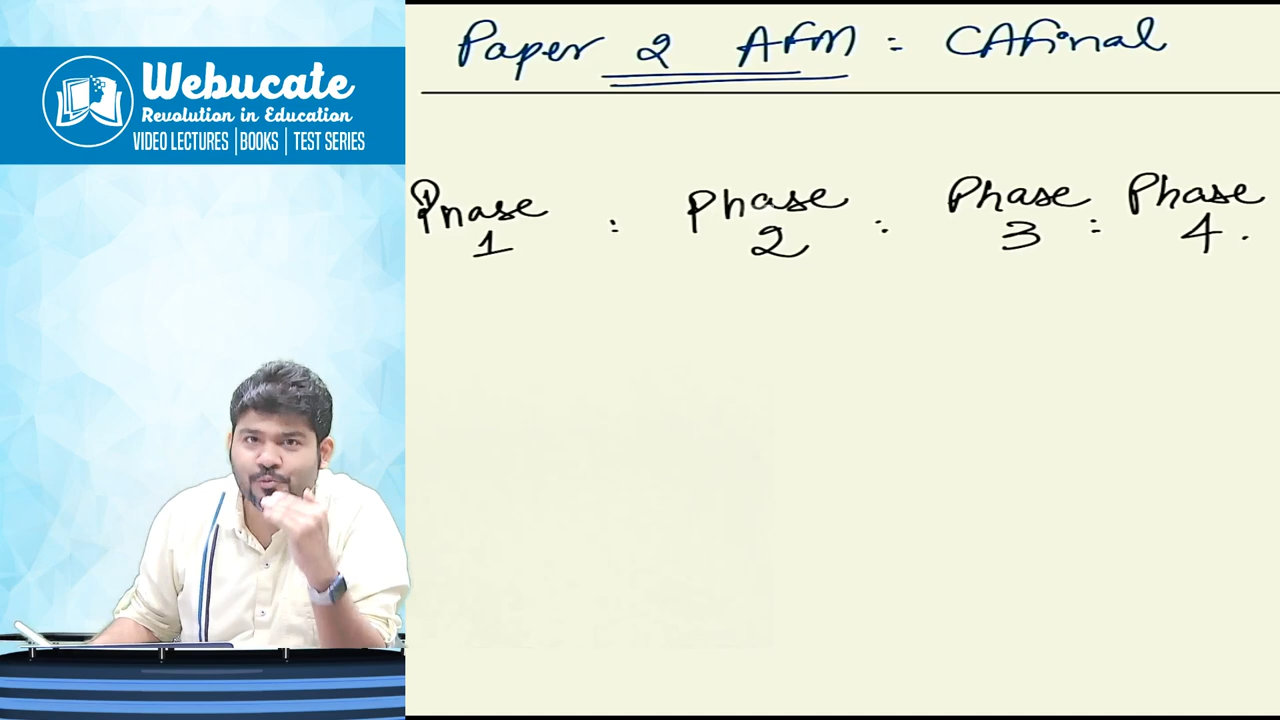 Webucate
Revolution in Education
VIDEO LECTURES | BOOKS | TEST SERIES
Paper 2 AFM : CAFinal
Phase : Phase : Phase : Phase
1 2 3 4.